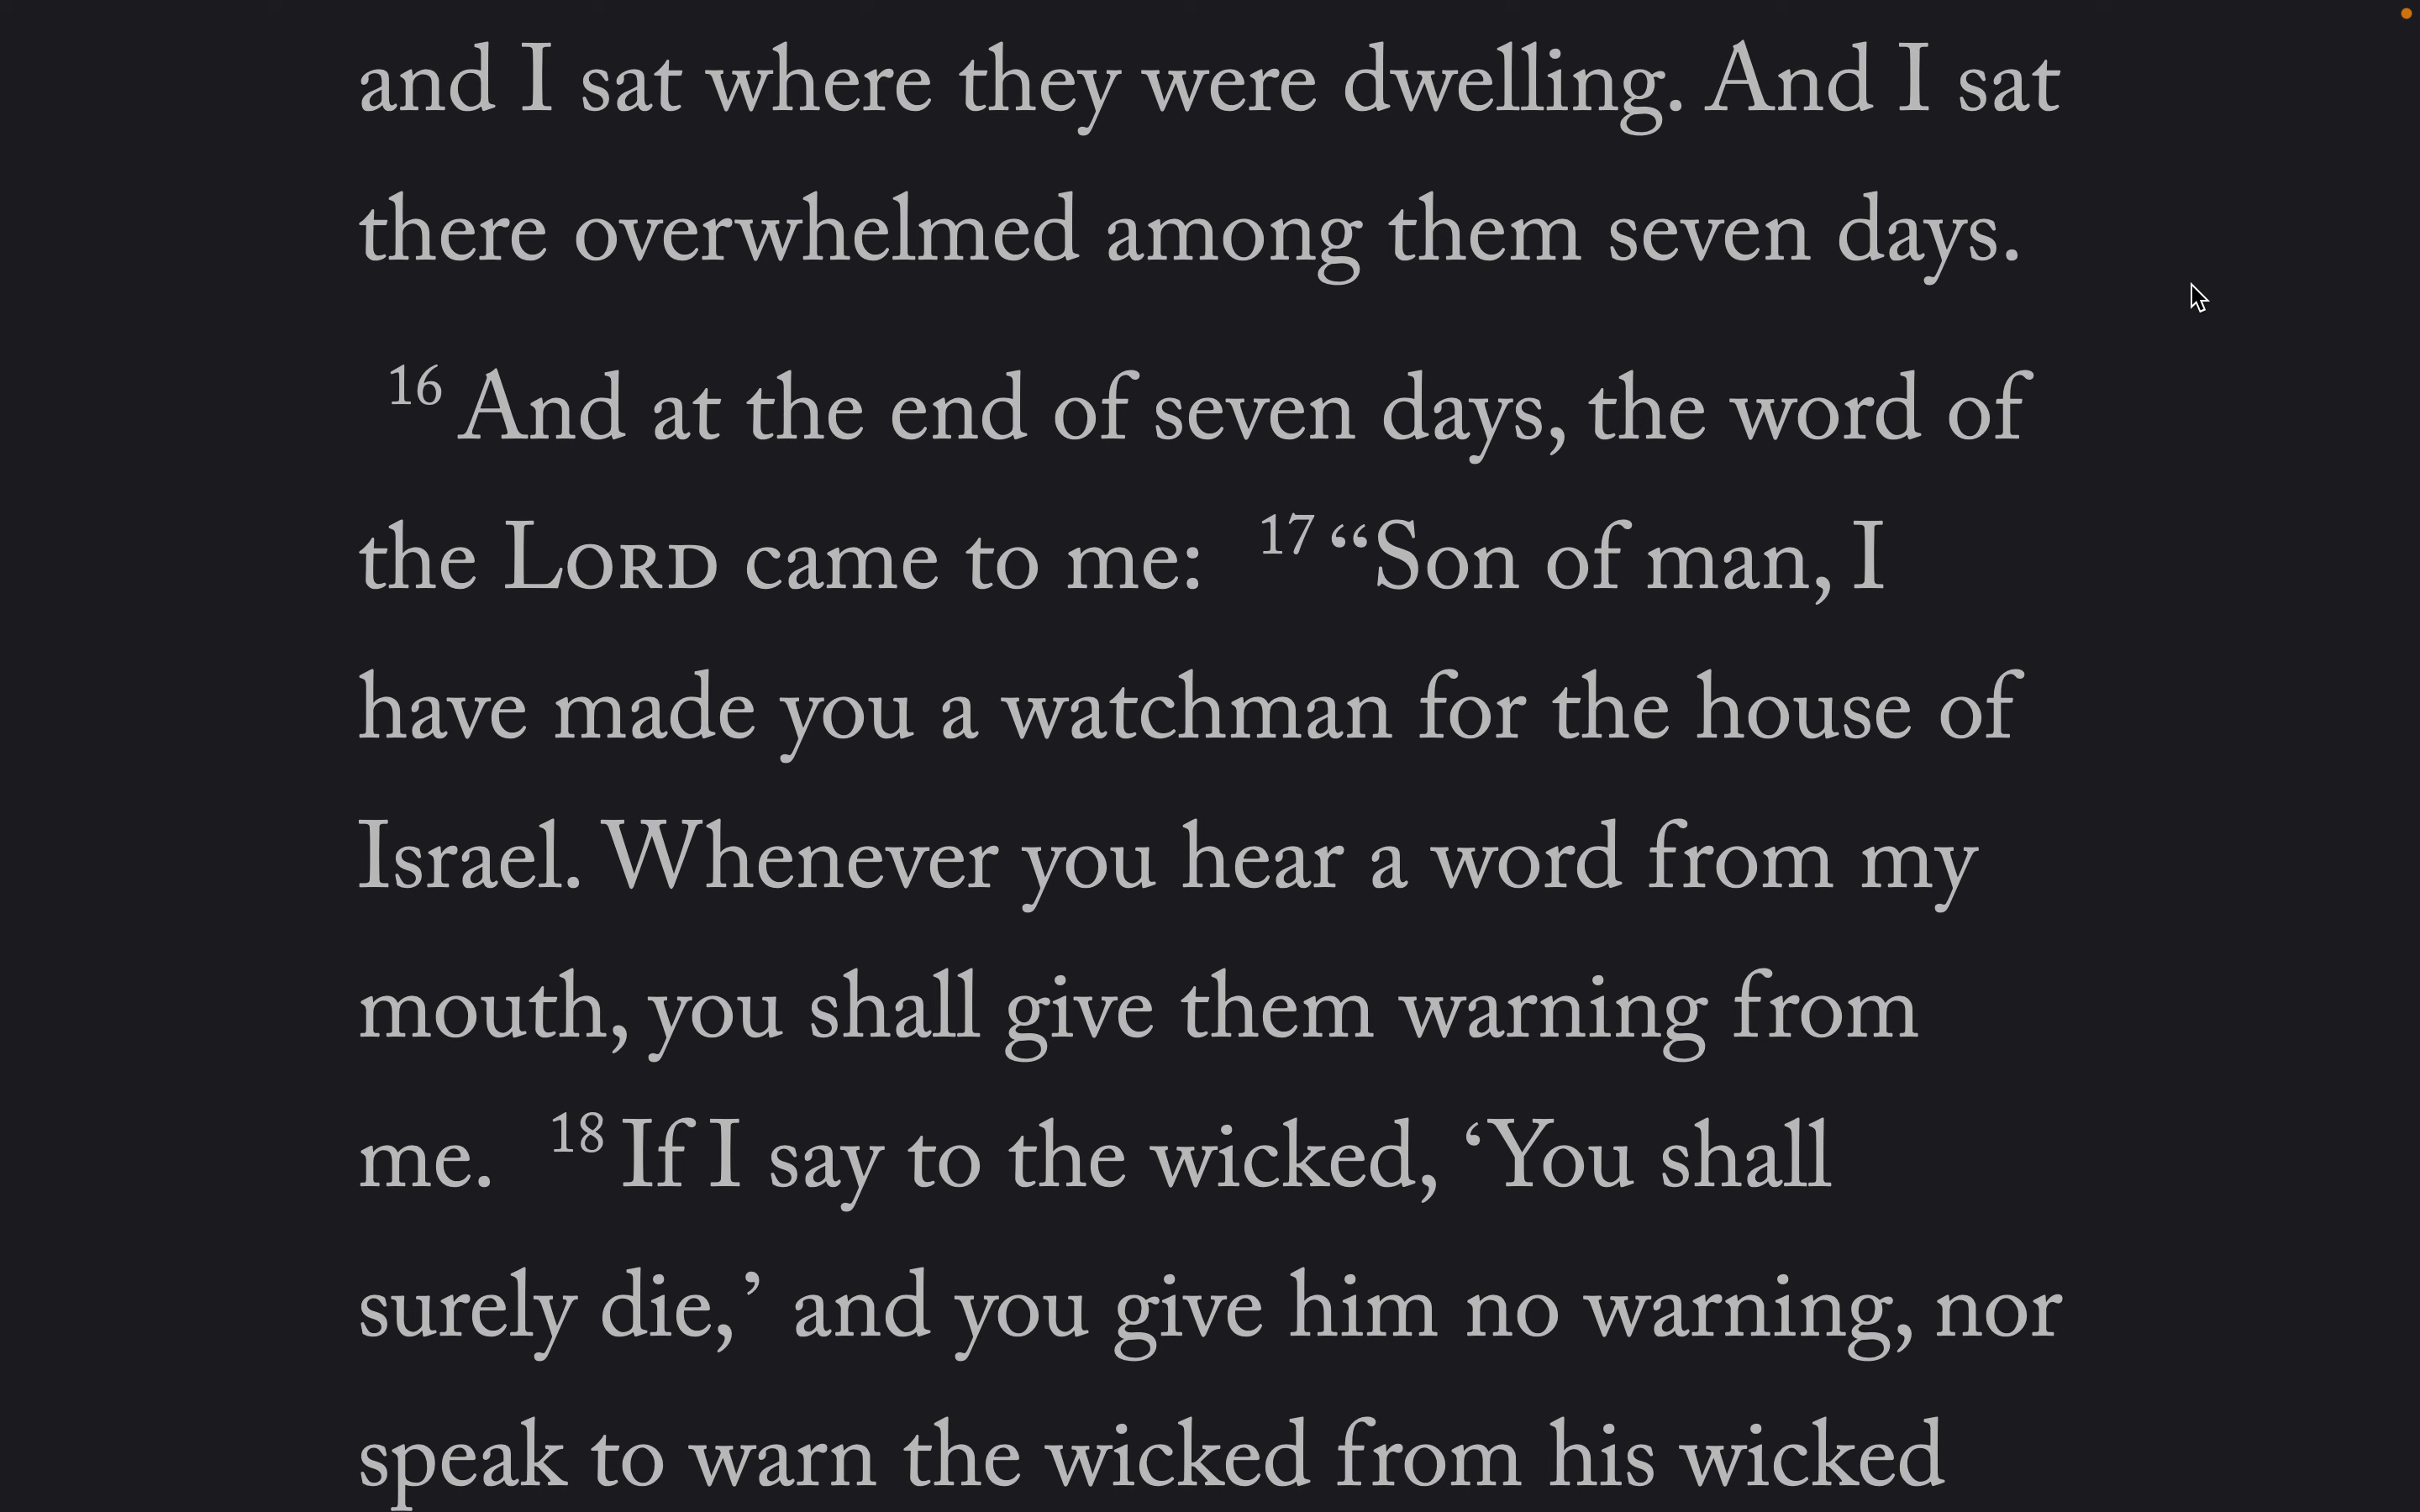 and I sat where they were dwelling. And I sat
there overwhelmed among them seven days.
16 And at the end of seven days, the word of
the LORD came to me: 17 “Son of man, I
have made you a watchman for the house of
Israel. Whenever you hear a word from my
mouth, you shall give them warning from
me. 18 If I say to the wicked, ‘You shall
surely die,’ and you give him no warning, nor
speak to warn the wicked from his wicked